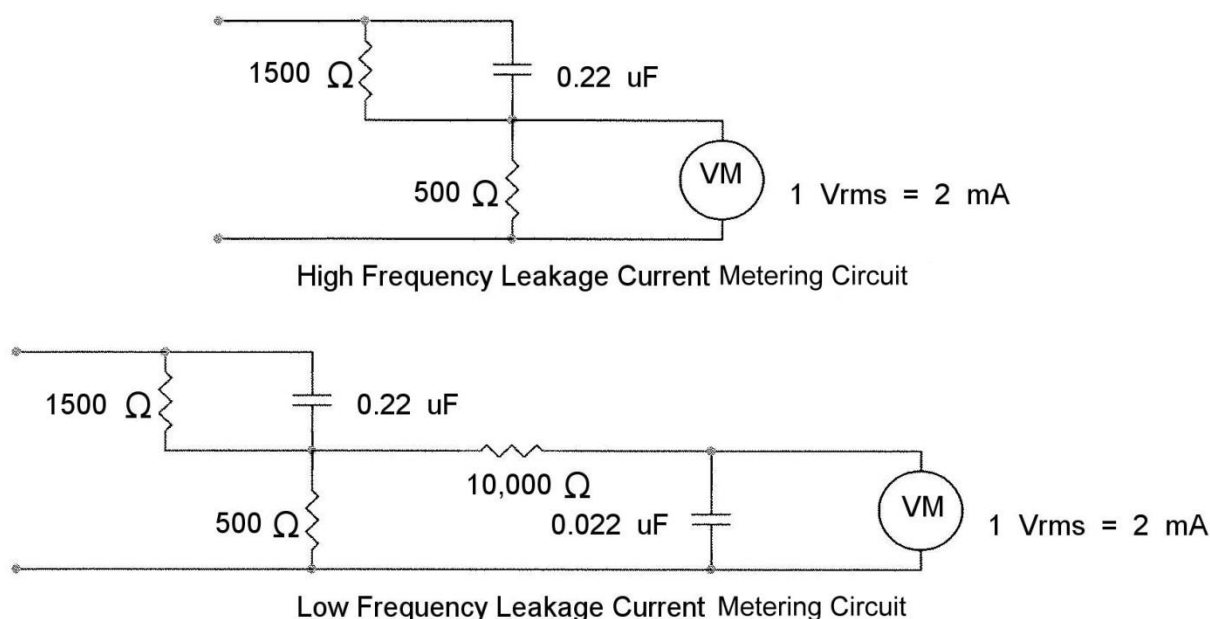 1500 Ω
0.22 uF
500 Ω
VM
1 Vrms = 2 mA
High Frequency Leakage Current Metering Circuit
1500 Ω
0.22 uF
10,000 Ω
500 Ω
0.022 uF
VM
1 Vrms = 2 mA
Low Frequency Leakage Current Metering Circuit